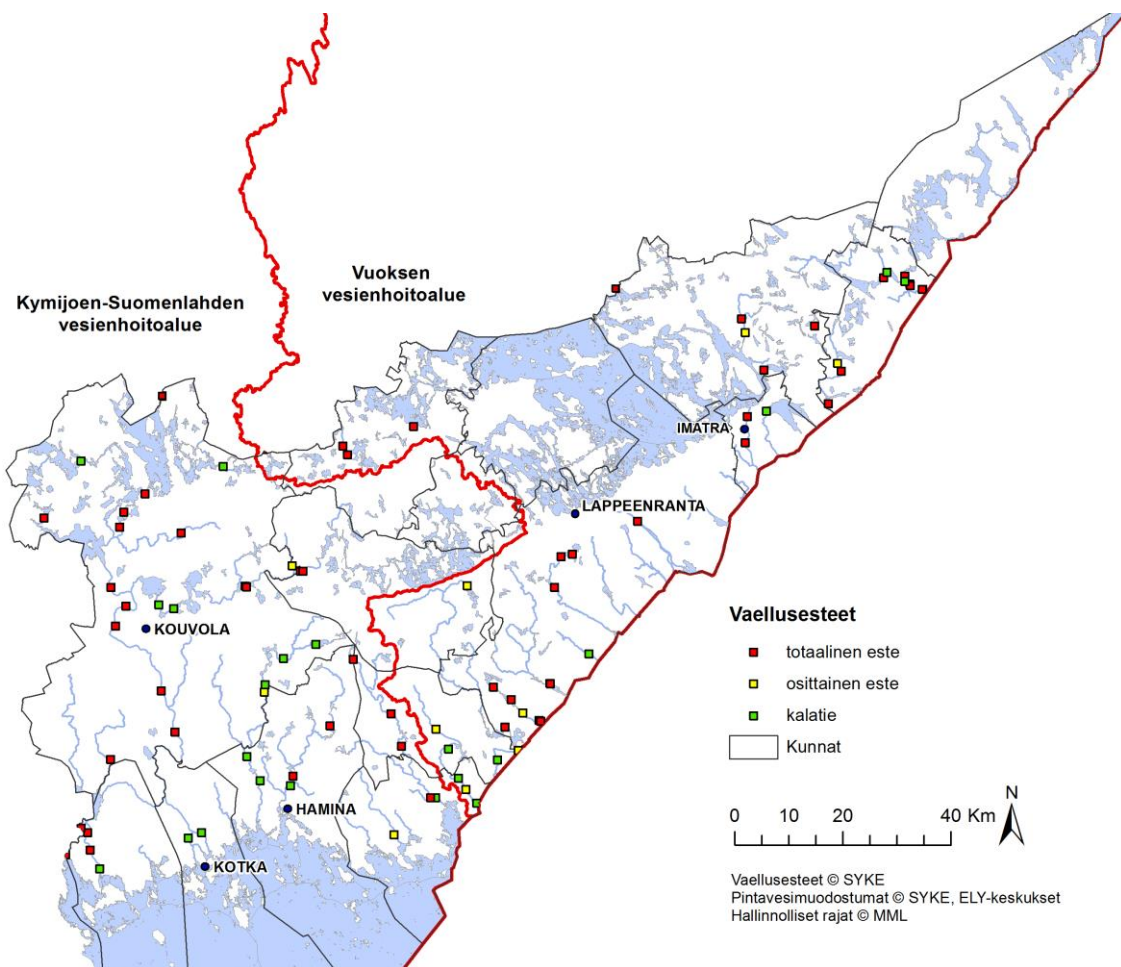 Vuoksen
vesienhoitoalue
Kymijoen-Suomenlahden
vesienhoitoalue
IMATRA
LAPPEENRANTA
KOUVOLA
HAMINA
KOTKA
Vaellusesteet
totaalinen este
osittainen este
kalatie
Kunnat
N
0 10 20 40 Km
Vaellusesteet © SYKE
Pintavesimuodostumat © SYKE, ELY-keskukset
Hallinnolliset rajat © MML